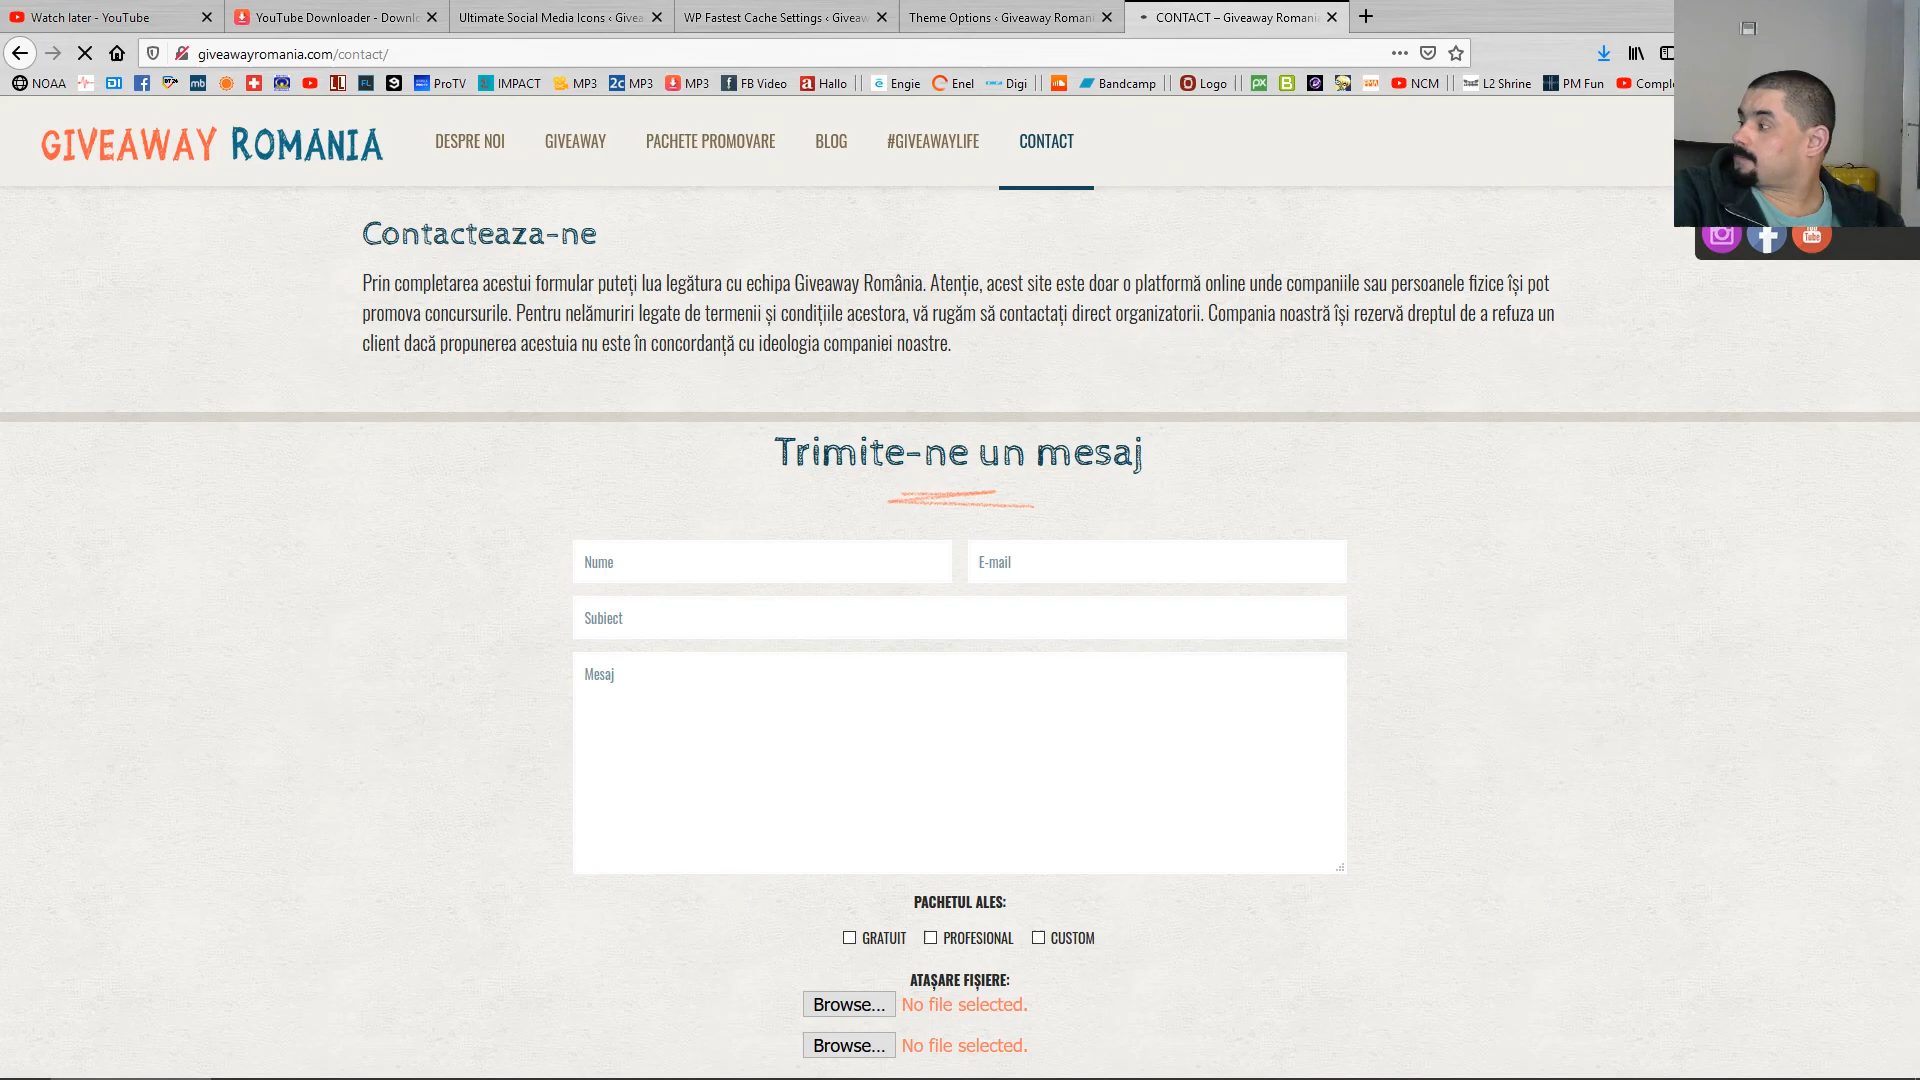 Watch later - YouTube
YouTube Downloader - Downl
Ultimate Social Media Icons ‹ Givea
WP Fastest Cache Settings ‹ Giveaw
Theme Options ‹ Giveaway Romani
CONTACT – Giveaway Romani
giveawayromania.com/contact/
NOAA
ProTV
IMPACT
MP3
2c MP3
MP3
FB Video
a Hallo
Engie
Enel
Digi
Bandcamp
Logo
NCM
L2 Shrine
PM Fun
Comple
GIVEAWAY ROMANIA
DESPRE NOI
GIVEAWAY
PACHETE PROMOVARE
BLOG
#GIVEAWAYLIFE
CONTACT
Contacteaza-ne
Prin completarea acestui formular puteți lua legătura cu echipa Giveaway România. Atenție, acest site este doar o platformă online unde companiile sau persoanele fizice își pot
promova concursurile. Pentru nelămuriri legate de termenii și condițiile acestora, vă rugăm să contactați direct organizatorii. Compania noastră își rezervă dreptul de a refuza un
client dacă propunerea acestuia nu este în concordanță cu ideologia companiei noastre.
Trimite-ne un mesaj
Nume
E-mail
Subiect
Mesaj
PACHETUL ALES:
GRATUIT
PROFESIONAL
CUSTOM
ATAȘARE FIȘIERE:
Browse... No file selected.
Browse... No file selected.